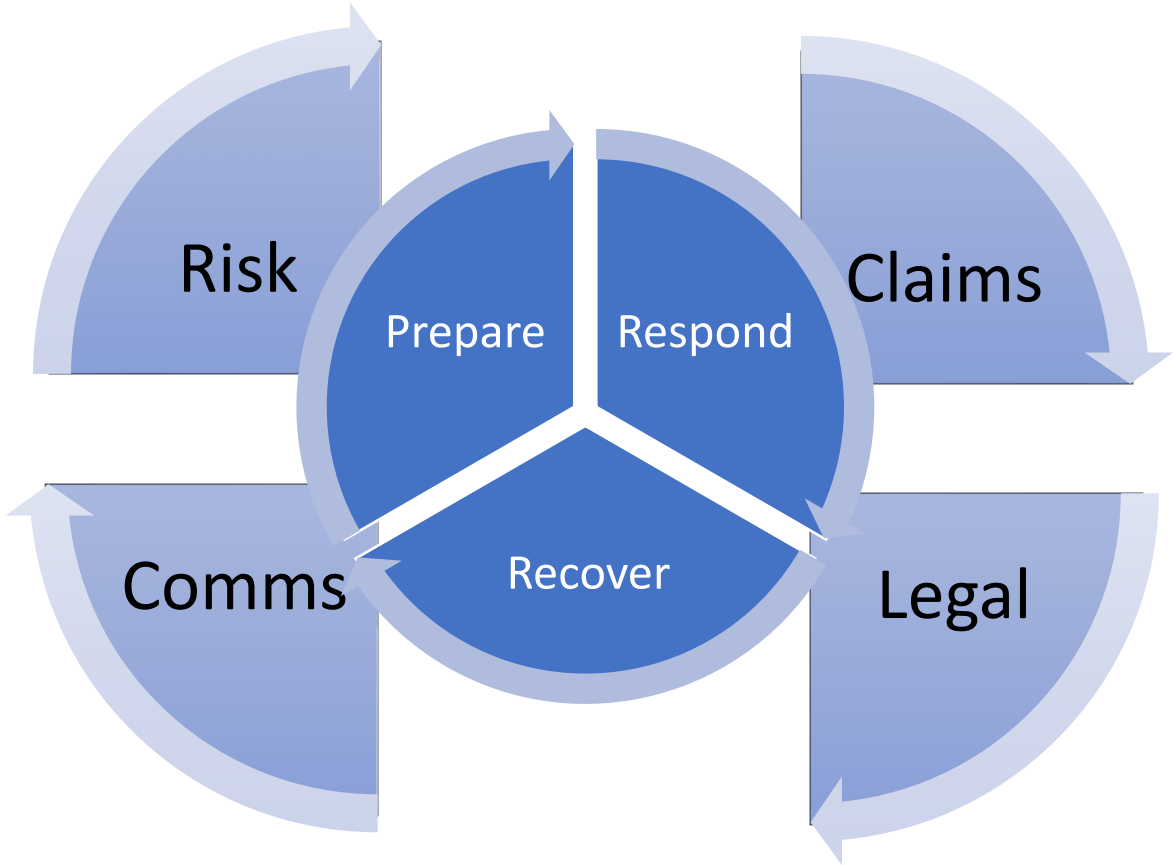 Risk
Claims
Prepare
Respond
Recover
Comms
Legal